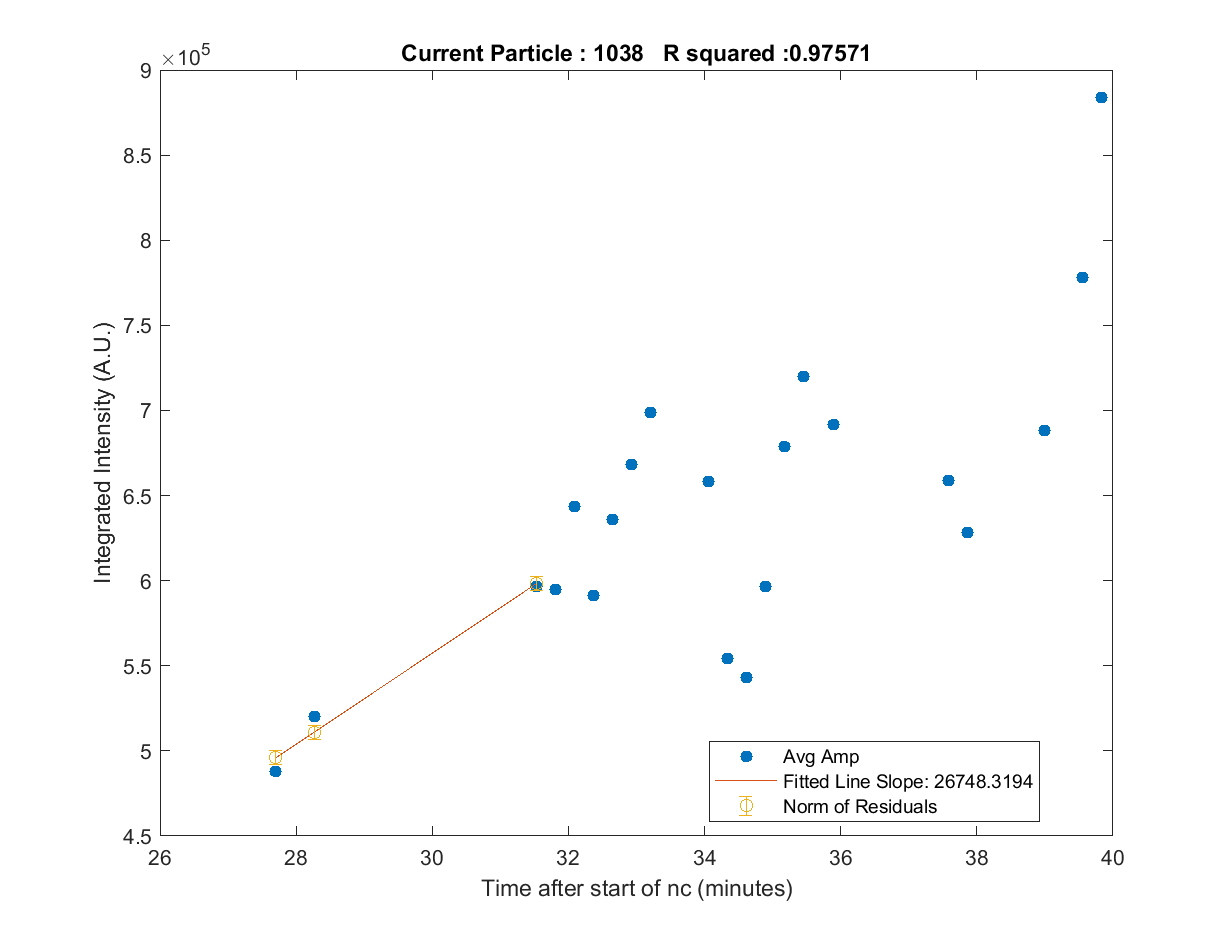 Current Particle : 1038   R squared :0.97571
×10^5
9
8.5
8
7.5
7
6.5
6
5.5
5
4.5
Integrated Intensity (A.U.)
26 28 30 32 34 36 38 40
Time after start of nc (minutes)
Avg Amp
Fitted Line Slope: 26748.3194
Norm of Residuals